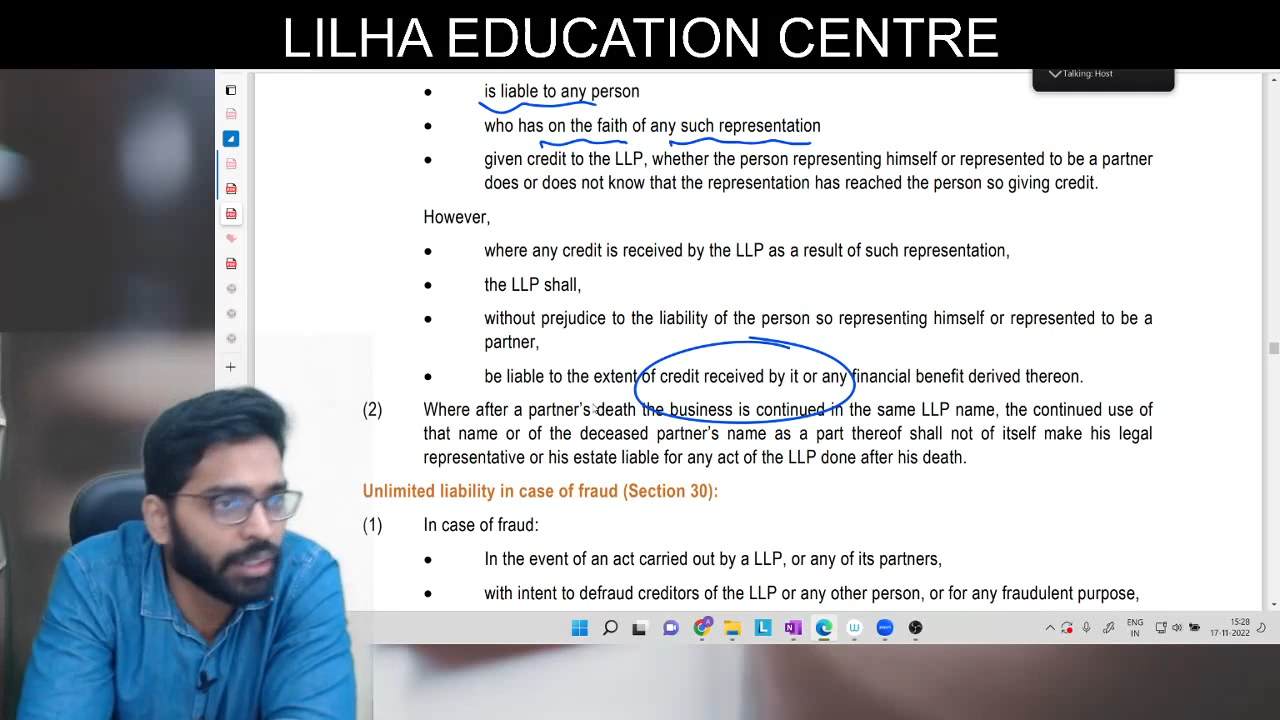 LILHA EDUCATION CENTRE
Talking: Host
is liable to any person
who has on the faith of any such representation
given credit to the LLP, whether the person representing himself or represented to be a partner
does or does not know that the representation has reached the person so giving credit.
However,
where any credit is received by the LLP as a result of such representation,
the LLP shall,
without prejudice to the liability of the person so representing himself or represented to be a
partner,
be liable to the extent of credit received by it or any financial benefit derived thereon.
(2) Where after a partner's death the business is continued in the same LLP name, the continued use of
that name or of the deceased partner's name as a part thereof shall not of itself make his legal
representative or his estate liable for any act of the LLP done after his death.
Unlimited liability in case of fraud (Section 30):
(1) In case of fraud:
In the event of an act carried out by a LLP, or any of its partners,
with intent to defraud creditors of the LLP or any other person, or for any fraudulent purpose,
ENG
IN
15:28
17-11-2022